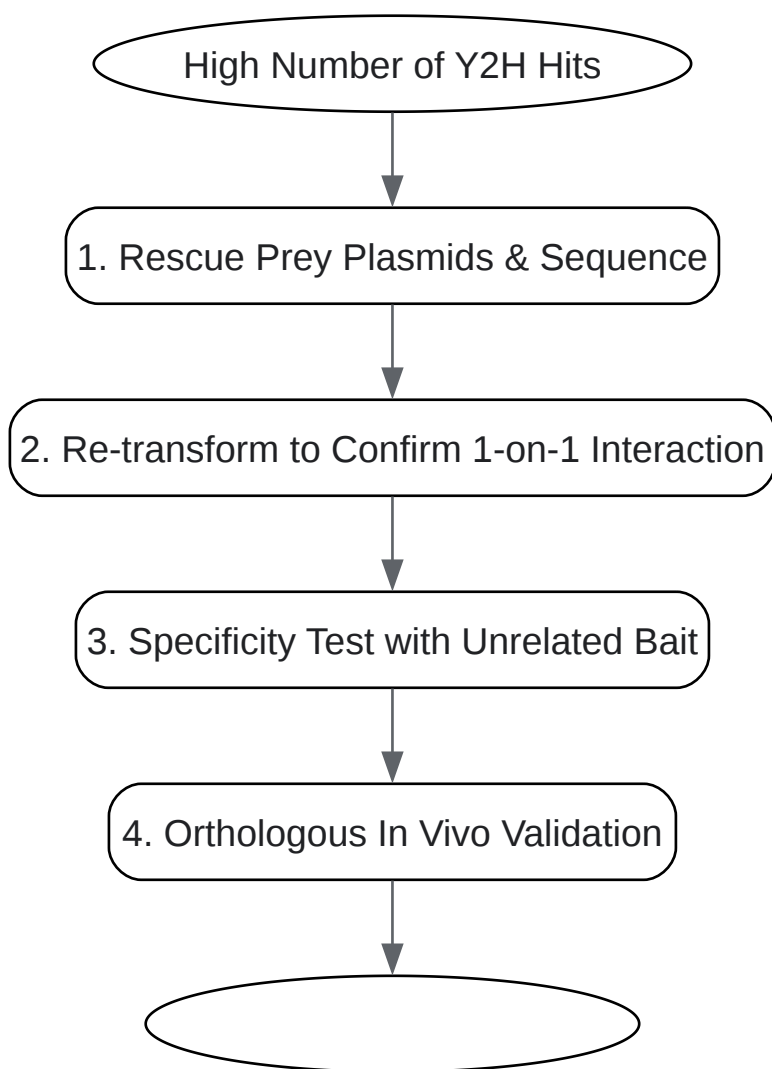 High Number of Y2H Hits
1. Rescue Prey Plasmids & Sequence
2. Re-transform to Confirm 1-on-1 Interaction
3. Specificity Test with Unrelated Bait
4. Orthologous In Vivo Validation